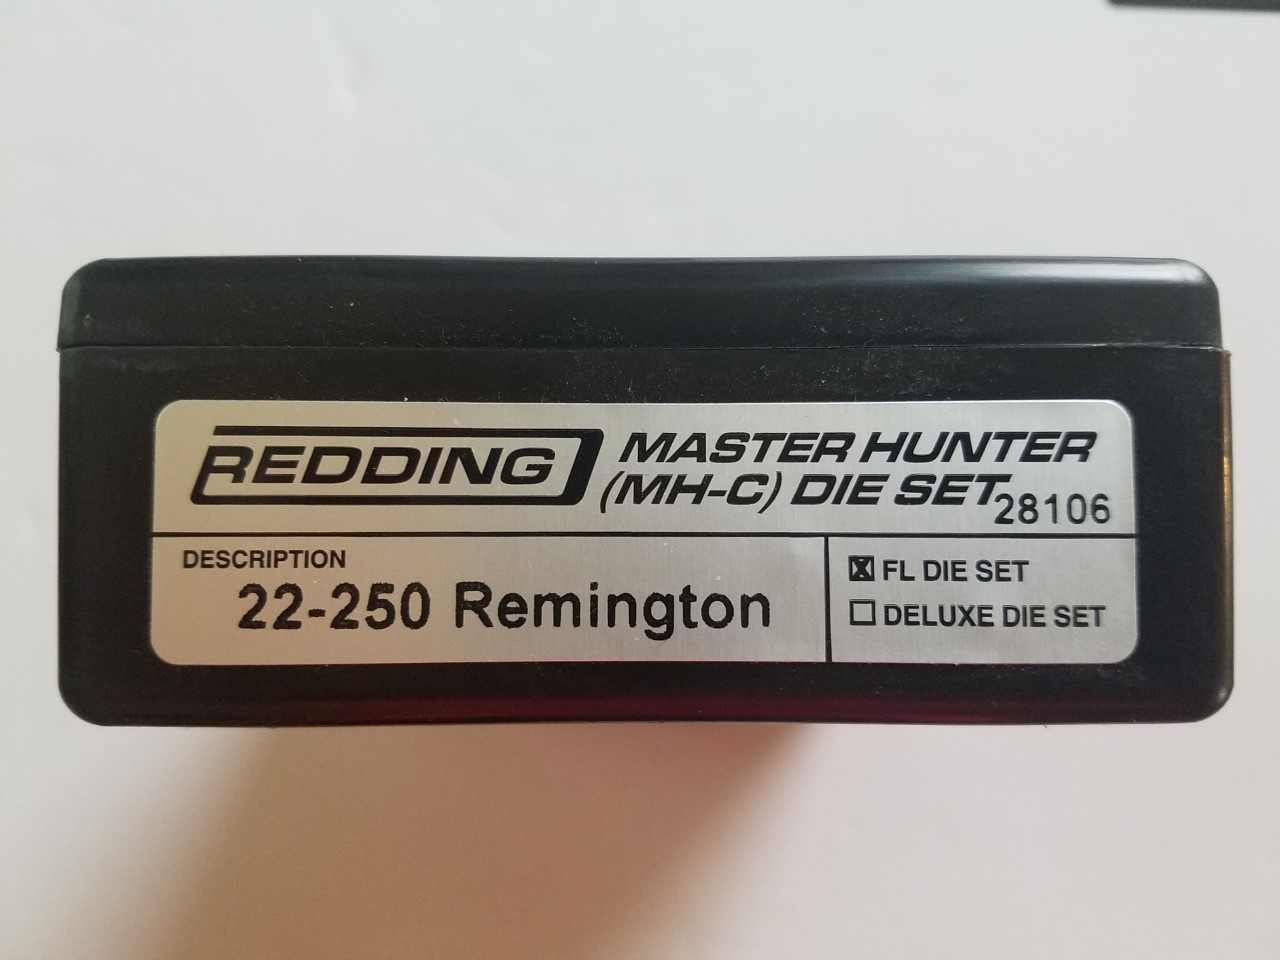 REDDING
MASTER HUNTER
(MH-C) DIE SET
28106
DESCRIPTION
22-250 Remington
☒ FL DIE SET
☐ DELUXE DIE SET